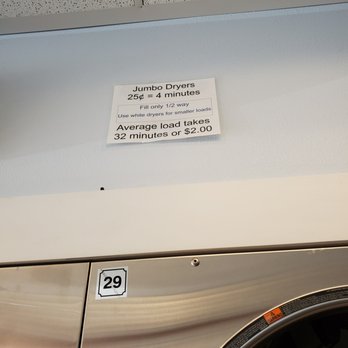 Jumbo Dryers
25¢ = 4 minutes
Fill only 1/2 way
Use white dryers for smaller loads
Average load takes
32 minutes or $2.00
29